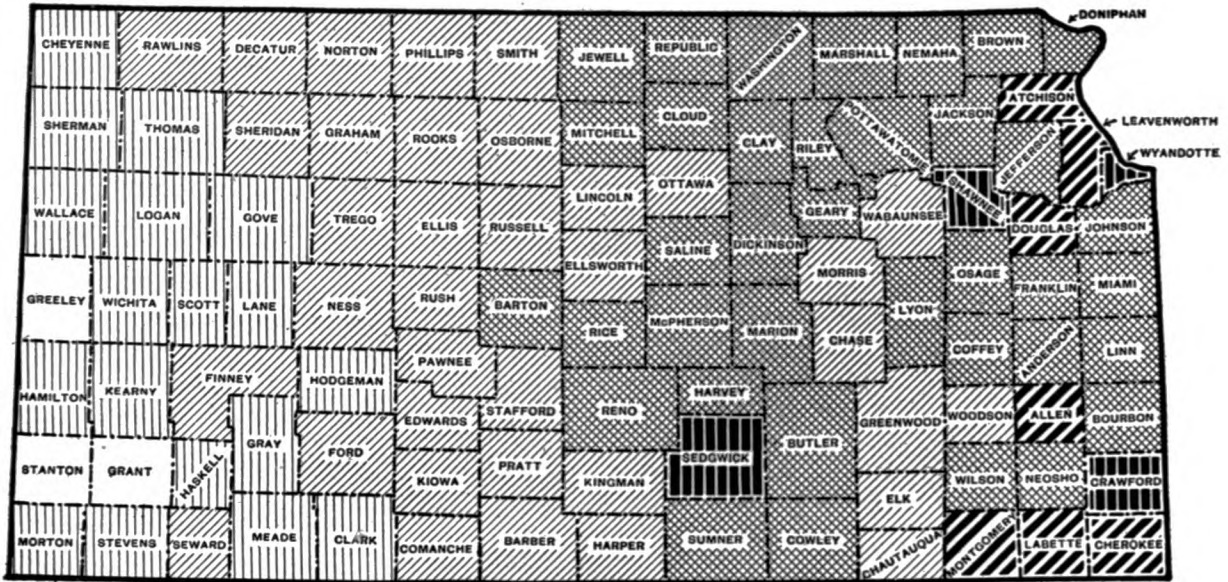 DONIPHAN
CHEYENNE
RAWLINS
DECATUR
NORTON
PHILLIPS
SMITH
JEWELL
REPUBLIC
WASHINGTON
MARSHALL
NEMAHA
BROWN
ATCHISON
LEAVENWORTH
WYANDOTTE
SHERMAN
THOMAS
SHERIDAN
GRAHAM
ROOKS
OSBORNE
MITCHELL
CLOUD
CLAY
RILEY
POTTAWATOMIE
JACKSON
JEFFERSON
SHAWNEE
WALLACE
LOGAN
GOVE
TREGO
ELLIS
RUSSELL
LINCOLN
OTTAWA
SALINE
DICKINSON
GEARY
WABAUNSEE
DOUGLAS
JOHNSON
GREELEY
WICHITA
SCOTT
LANE
NESS
RUSH
BARTON
ELLSWORTH
RICE
McPHERSON
MARION
MORRIS
CHASE
LYON
OSAGE
FRANKLIN
MIAMI
HAMILTON
KEARNY
FINNEY
HODGEMAN
PAWNEE
EDWARDS
STAFFORD
RENO
HARVEY
SEDGWICK
BUTLER
GREENWOOD
COFFEY
ANDERSON
LINN
WOODSON
ALLEN
BOURBON
STANTON
GRANT
HASKELL
GRAY
FORD
KIOWA
PRATT
KINGMAN
ELK
WILSON
NEOSHO
CRAWFORD
MORTON
STEVENS
SEWARD
MEADE
CLARK
COMANCHE
BARBER
HARPER
SUMNER
COWLEY
CHAUTAUQUA
MONTGOMERY
LABETTE
CHEROKEE